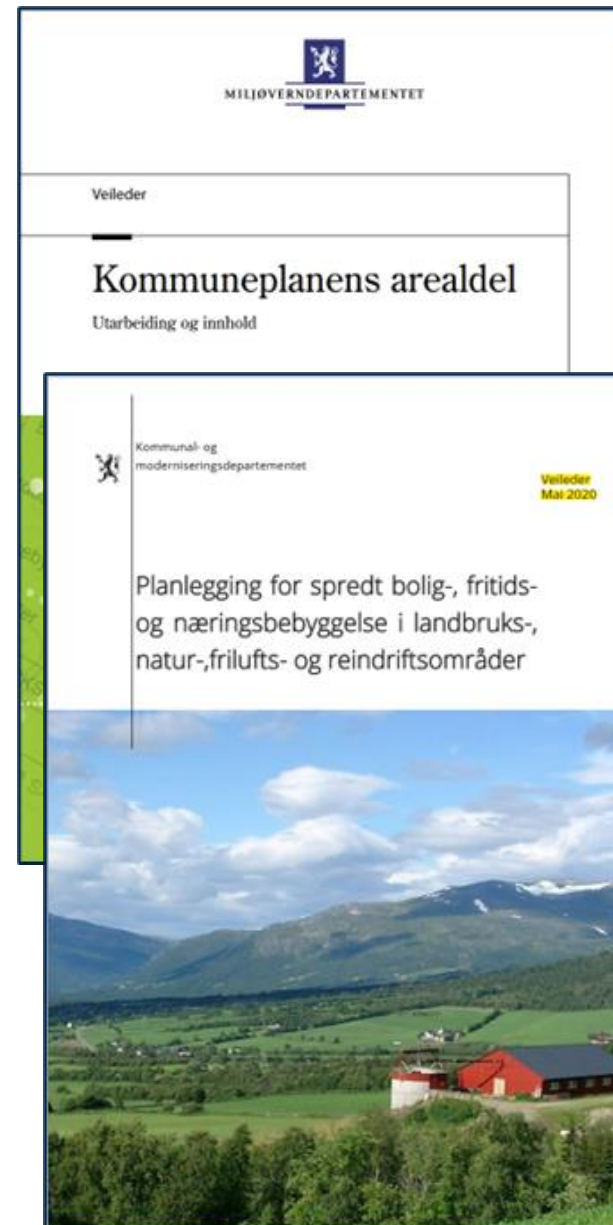 MILJØVERNDEPARTEMENTET
Veileder
Kommuneplanens arealdel
Utarbeiding og innhold
Kommunal- og
moderniseringsdepartementet
Veileder
Mai 2020
Planlegging for spredt bolig-, fritids-
og næringsbebyggelse i landbruks-,
natur-,frilufts- og reindriftsområder